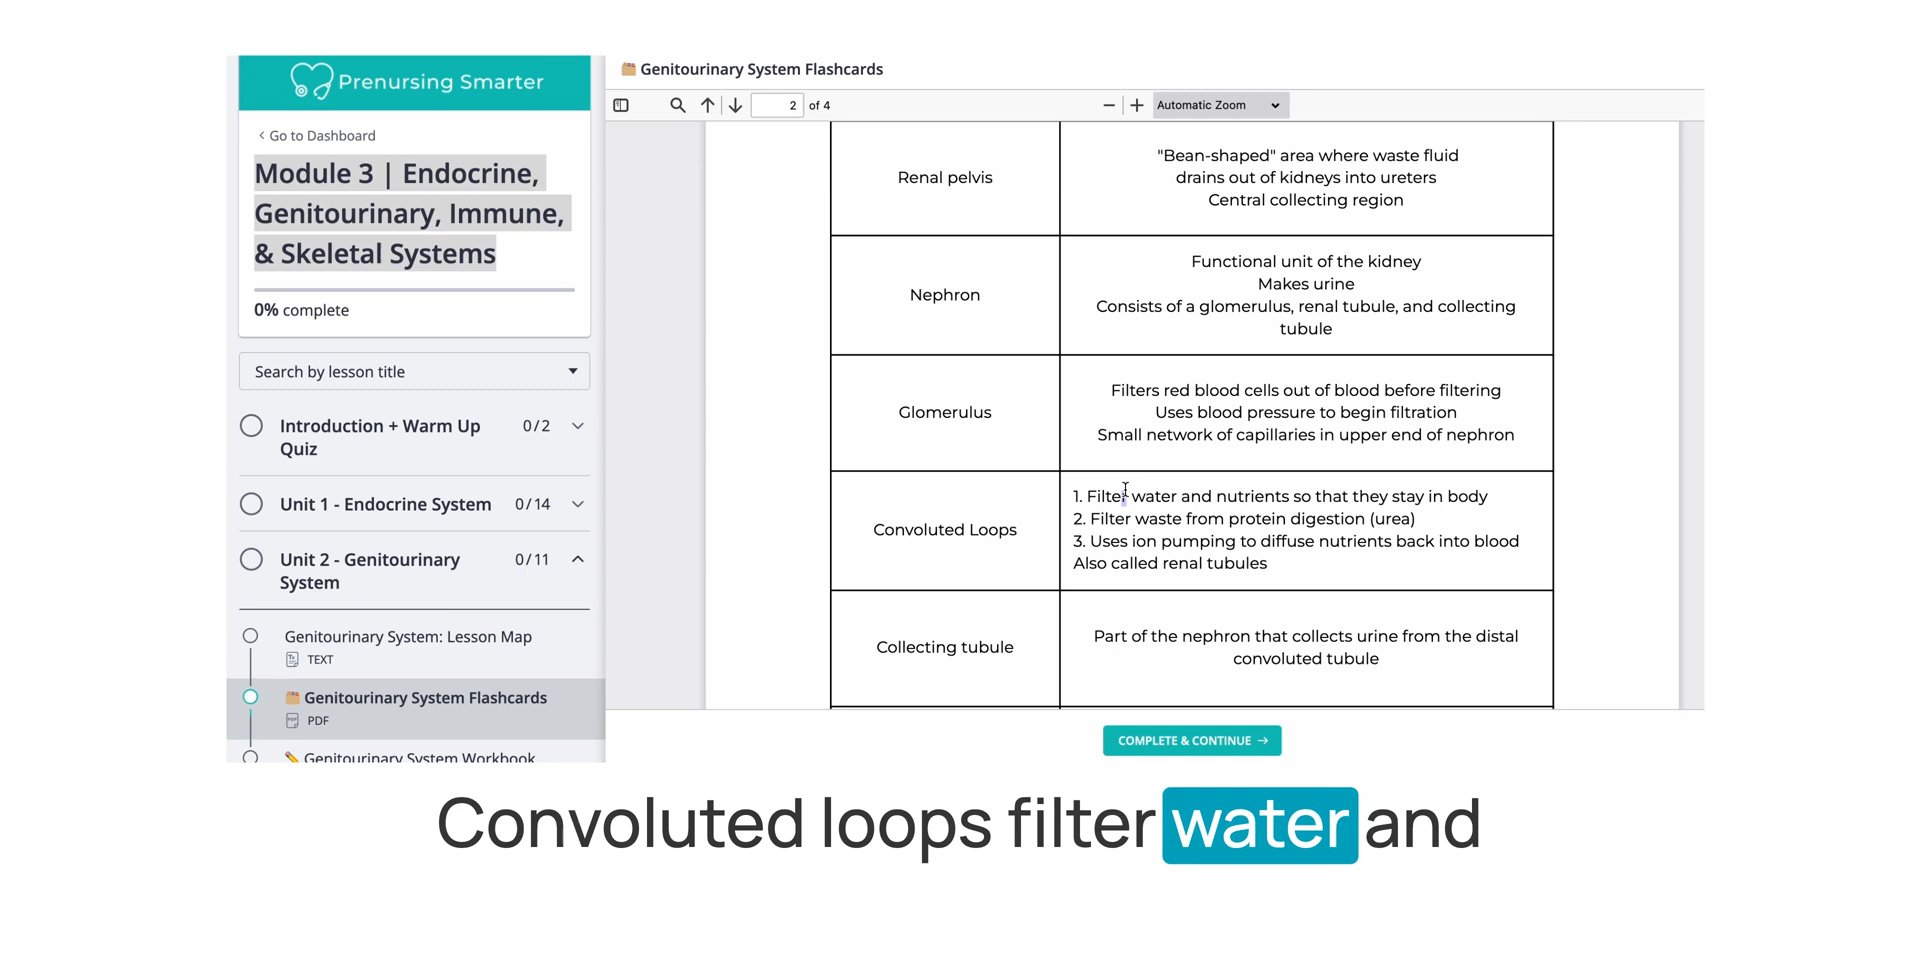 Prenursing Smarter
Go to Dashboard
Module 3 | Endocrine,
Genitourinary, Immune,
& Skeletal Systems
0% complete
Search by lesson title
Introduction + Warm Up
Quiz
0/2
Unit 1 - Endocrine System
0/14
Unit 2 - Genitourinary
System
0/11
Genitourinary System: Lesson Map
TEXT
Genitourinary System Flashcards
PDF
Genitourinary System Workbook
Genitourinary System Flashcards
2 of 4
Automatic Zoom
Renal pelvis
"Bean-shaped" area where waste fluid
drains out of kidneys into ureters
Central collecting region
Nephron
Functional unit of the kidney
Makes urine
Consists of a glomerulus, renal tubule, and collecting
tubule
Glomerulus
Filters red blood cells out of blood before filtering
Uses blood pressure to begin filtration
Small network of capillaries in upper end of nephron
Convoluted Loops
1. Filter water and nutrients so that they stay in body
2. Filter waste from protein digestion (urea)
3. Uses ion pumping to diffuse nutrients back into blood
Also called renal tubules
Collecting tubule
Part of the nephron that collects urine from the distal
convoluted tubule
COMPLETE & CONTINUE →
Convoluted loops filter water and